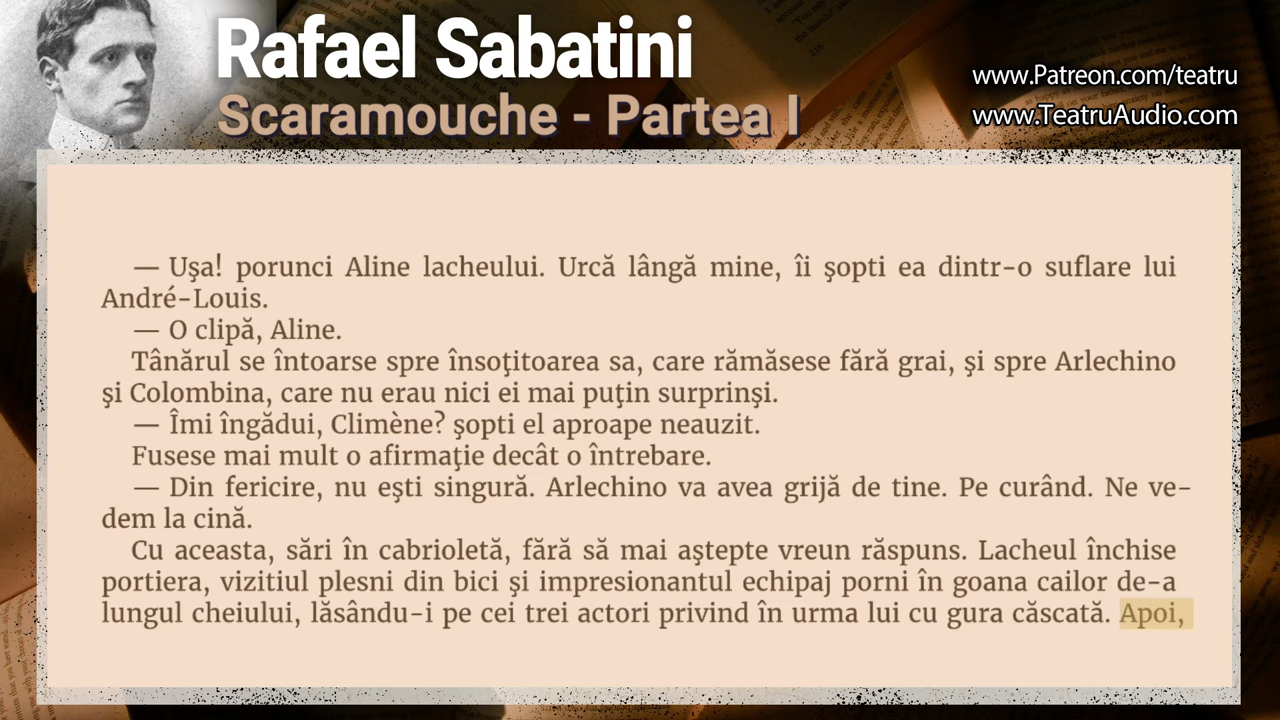 Rafael Sabatini
Scaramouche - Partea I
www.Patreon.com/teatru
www.TeatruAudio.com
— Uşa! porunci Aline lacheului. Urcă lângă mine, îi şopti ea dintr-o suflare lui
André-Louis.
— O clipă, Aline.
Tânărul se întoarse spre însoţitoarea sa, care rămăsese fără grai, şi spre Arlechino
şi Colombina, care nu erau nici ei mai puţin surprinşi.
— Îmi îngădui, Climène? şopti el aproape neauzit.
Fusese mai mult o afirmaţie decât o întrebare.
— Din fericire, nu eşti singură. Arlechino va avea grijă de tine. Pe curând. Ne ve-
dem la cină.
Cu aceasta, sări în cabrioletă, fără să mai aştepte vreun răspuns. Lacheul închise
portiera, vizitiul plesni din bici şi impresionantul echipaj porni în goana cailor de-a
lungul cheiului, lăsându-i pe cei trei actori privind în urma lui cu gura căscată. Apoi,